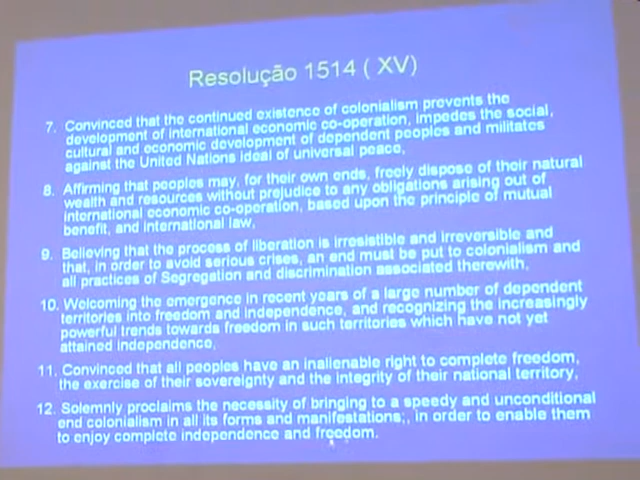 Resolução 1514 ( XV)
7. Convinced that the continued existence of colonialism prevents the
development of international economic co-operation, impedes the social,
cultural and economic development of dependent peoples and militates
against the United Nations ideal of universal peace,
8. Affirming that peoples may, for their own ends, freely dispose of their natural
wealth and resources without prejudice to any obligations arising out of
international economic co-operation, based upon the principle of mutual
benefit, and international law,
9. Believing that the process of liberation is irresistible and irreversible and
that, in order to avoid serious crises, an end must be put to colonialism and
all practices of Segregation and discrimination associated therewith,
10. Welcoming the emergence in recent years of a large number of dependent
territories into freedom and independence, and recognizing the increasingly
powerful trends towards freedom in such territories which have not yet
attained independence,
11. Convinced that all peoples have an inalienable right to complete freedom,
the exercise of their sovereignty and the integrity of their national territory,
12. Solemnly proclaims the necessity of bringing to a speedy and unconditional
end colonialism in all its forms and manifestations;, in order to enable them
to enjoy complete independence and freedom.